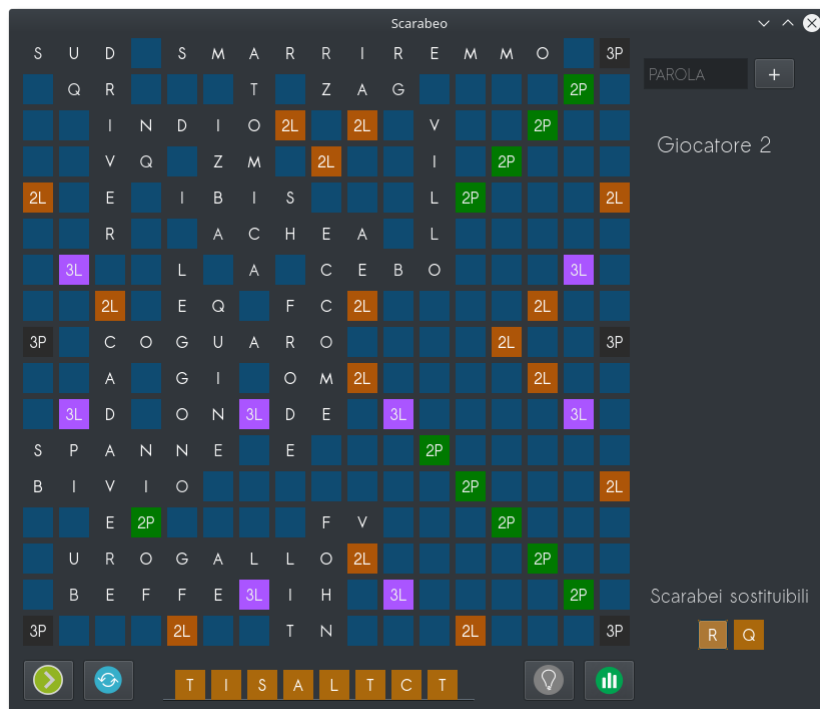 Scarabeo
S U D S M A R R I R E M M O 3P
Q R T Z A G 2P
I N D I O 2L 2L V 2P
V Q Z M 2L I 2P
2L E I B I S L 2P 2L
R A C H E A L
3L L A C E B O 3L
2L E Q F C 2L 2L
3P C O G U A R O 2L 3P
A G I O M 2L 2L
3L D O N 3L D E 3L 3L
S P A N N E E 2P
B I V I O 2P 2L
E 2P F V 2P
U R O G A L L O 2L 2P
B E F F E 3L I H 3L 2P
3P 2L T N 2L 3P
PAROLA +
Giocatore 2
Scarabei sostituibili
R Q
T I S A L T C T